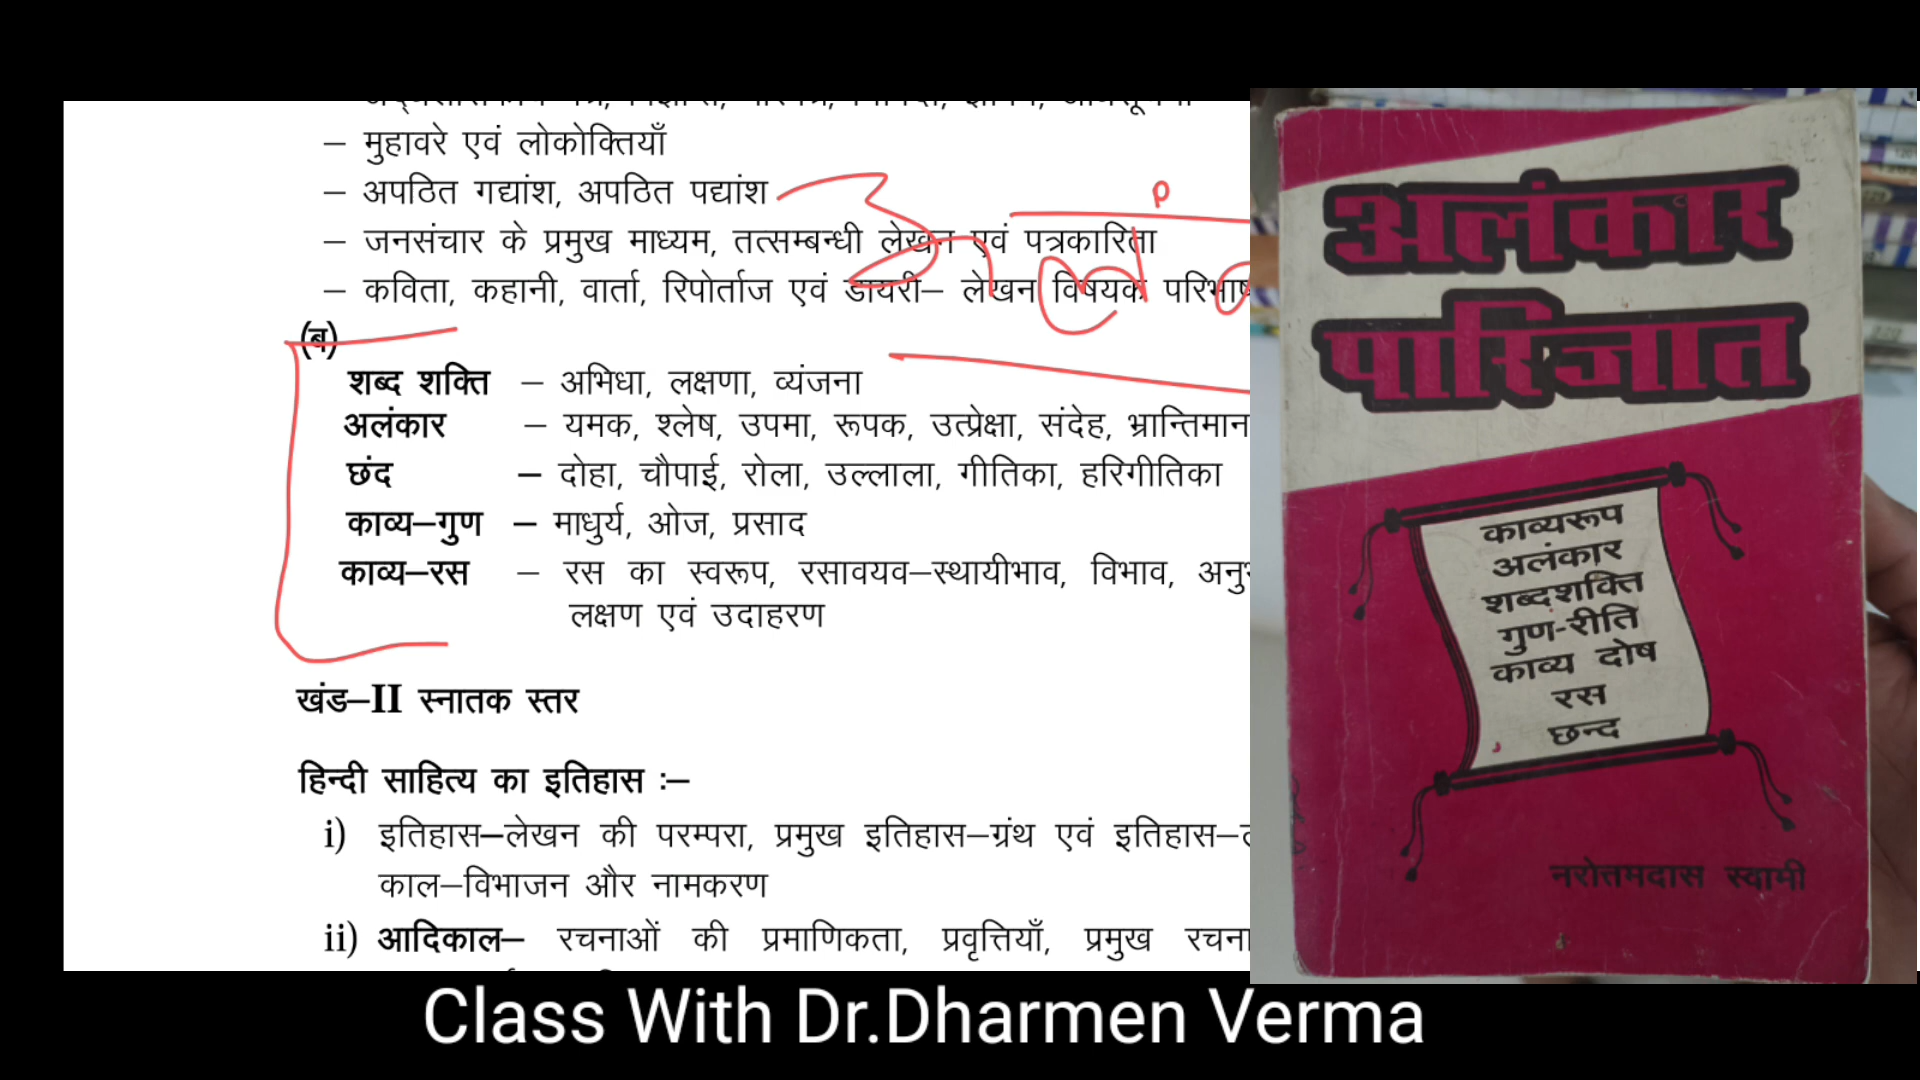 – मुहावरे एवं लोकोक्तियाँ
– अपठित गद्यांश, अपठित पद्यांश
– जनसंचार के प्रमुख माध्यम, तत्सम्बन्धी लेखन एवं पत्रकारिता
– कविता, कहानी, वार्ता, रिपोर्ताज एवं डायरी– लेखन विषयक
(ब)
शब्द शक्ति – अभिधा, लक्षणा, व्यंजना
अलंकार – यमक, श्लेष, उपमा, रूपक, उत्प्रेक्षा, संदेह, भ्रान्तिमान
छंद – दोहा, चौपाई, रोला, उल्लाला, गीतिका, हरिगीतिका
काव्य–गुण – माधुर्य, ओज, प्रसाद
काव्य–रस – रस का स्वरूप, रसावयव–स्थायीभाव, विभाव,
लक्षण एवं उदाहरण
खंड–II स्नातक स्तर
हिन्दी साहित्य का इतिहास :–
i) इतिहास–लेखन की परम्परा, प्रमुख इतिहास–ग्रंथ एवं
काल–विभाजन और नामकरण
ii) आदिकाल– रचनाओं की प्रमाणिकता, प्रवृत्तियाँ, प्रमुख
अलंकार
पारिजात
काव्यरूप
अलंकार
शब्दशक्ति
गुण-रीति
काव्य दोष
रस
छन्द
नरोतमदास स्वामी
Class With Dr.Dharmen Verma